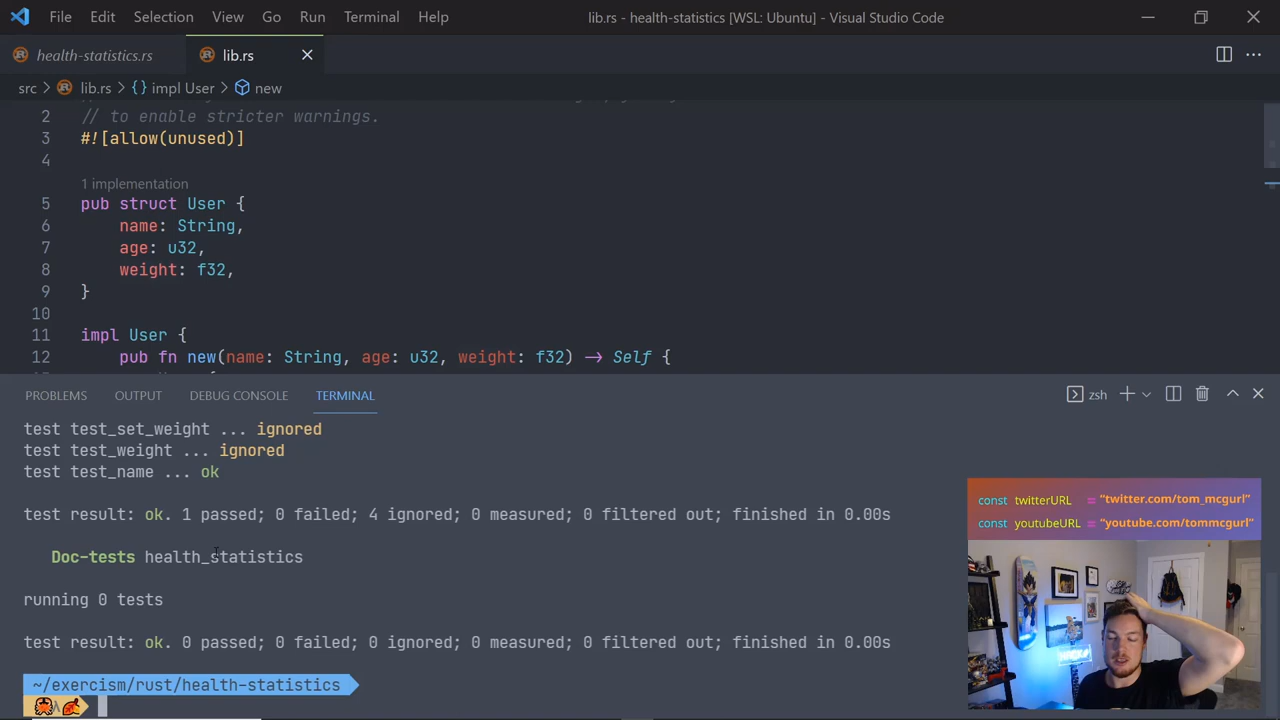 File Edit Selection View Go Run Terminal Help lib.rs - health-statistics [WSL: Ubuntu] - Visual Studio Code
health-statistics.rs lib.rs
src > lib.rs > {} impl User > new
2 // to enable stricter warnings.
3 #![allow(unused)]
4
1 implementation
5 pub struct User {
6 name: String,
7 age: u32,
8 weight: f32,
9 }
10
11 impl User {
12 pub fn new(name: String, age: u32, weight: f32) -> Self {
PROBLEMS OUTPUT DEBUG CONSOLE TERMINAL zsh
test test_set_weight ... ignored
test test_weight ... ignored
test test_name ... ok
test result: ok. 1 passed; 0 failed; 4 ignored; 0 measured; 0 filtered out; finished in 0.00s
Doc-tests health_statistics
running 0 tests
test result: ok. 0 passed; 0 failed; 0 ignored; 0 measured; 0 filtered out; finished in 0.00s
~/exercism/rust/health-statistics
const twitterURL = "twitter.com/tom_mcgurl"
const youtubeURL = "youtube.com/tommcgurl"